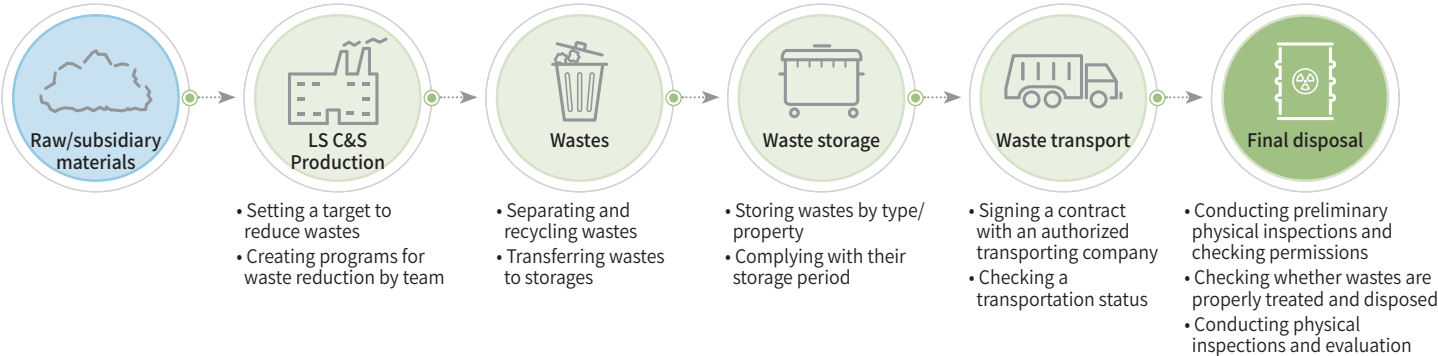 Raw/subsidiary
materials
LS C&S
Production
Wastes
Waste storage
Waste transport
Final disposal
• Setting a target to
reduce wastes
• Creating programs for
waste reduction by team
• Separating and
recycling wastes
• Transferring wastes
to storages
• Storing wastes by type/
property
• Complying with their
storage period
• Signing a contract
with an authorized
transporting company
• Checking a
transportation status
• Conducting preliminary
physical inspections and
checking permissions
• Checking whether wastes are
properly treated and disposed
• Conducting physical
inspections and evaluation